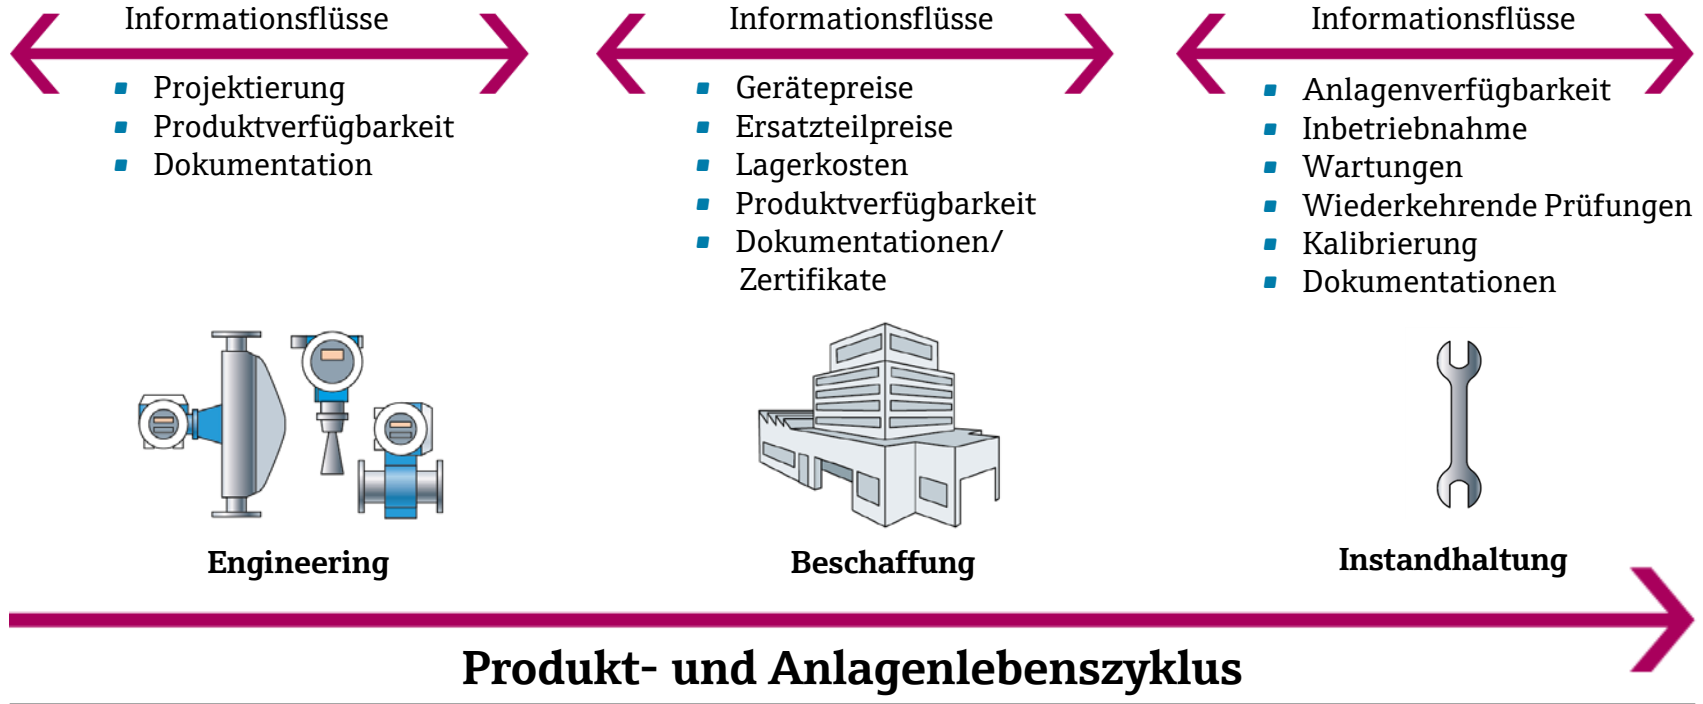 Informationsflüsse
Projektierung
Produktverfügbarkeit
Dokumentation
Engineering
Informationsflüsse
Gerätepreise
Ersatzteilpreise
Lagerkosten
Produktverfügbarkeit
Dokumentationen/
Zertifikate
Beschaffung
Informationsflüsse
Anlagenverfügbarkeit
Inbetriebnahme
Wartungen
Wiederkehrende Prüfungen
Kalibrierung
Dokumentationen
Instandhaltung
Produkt- und Anlagenlebenszyklus